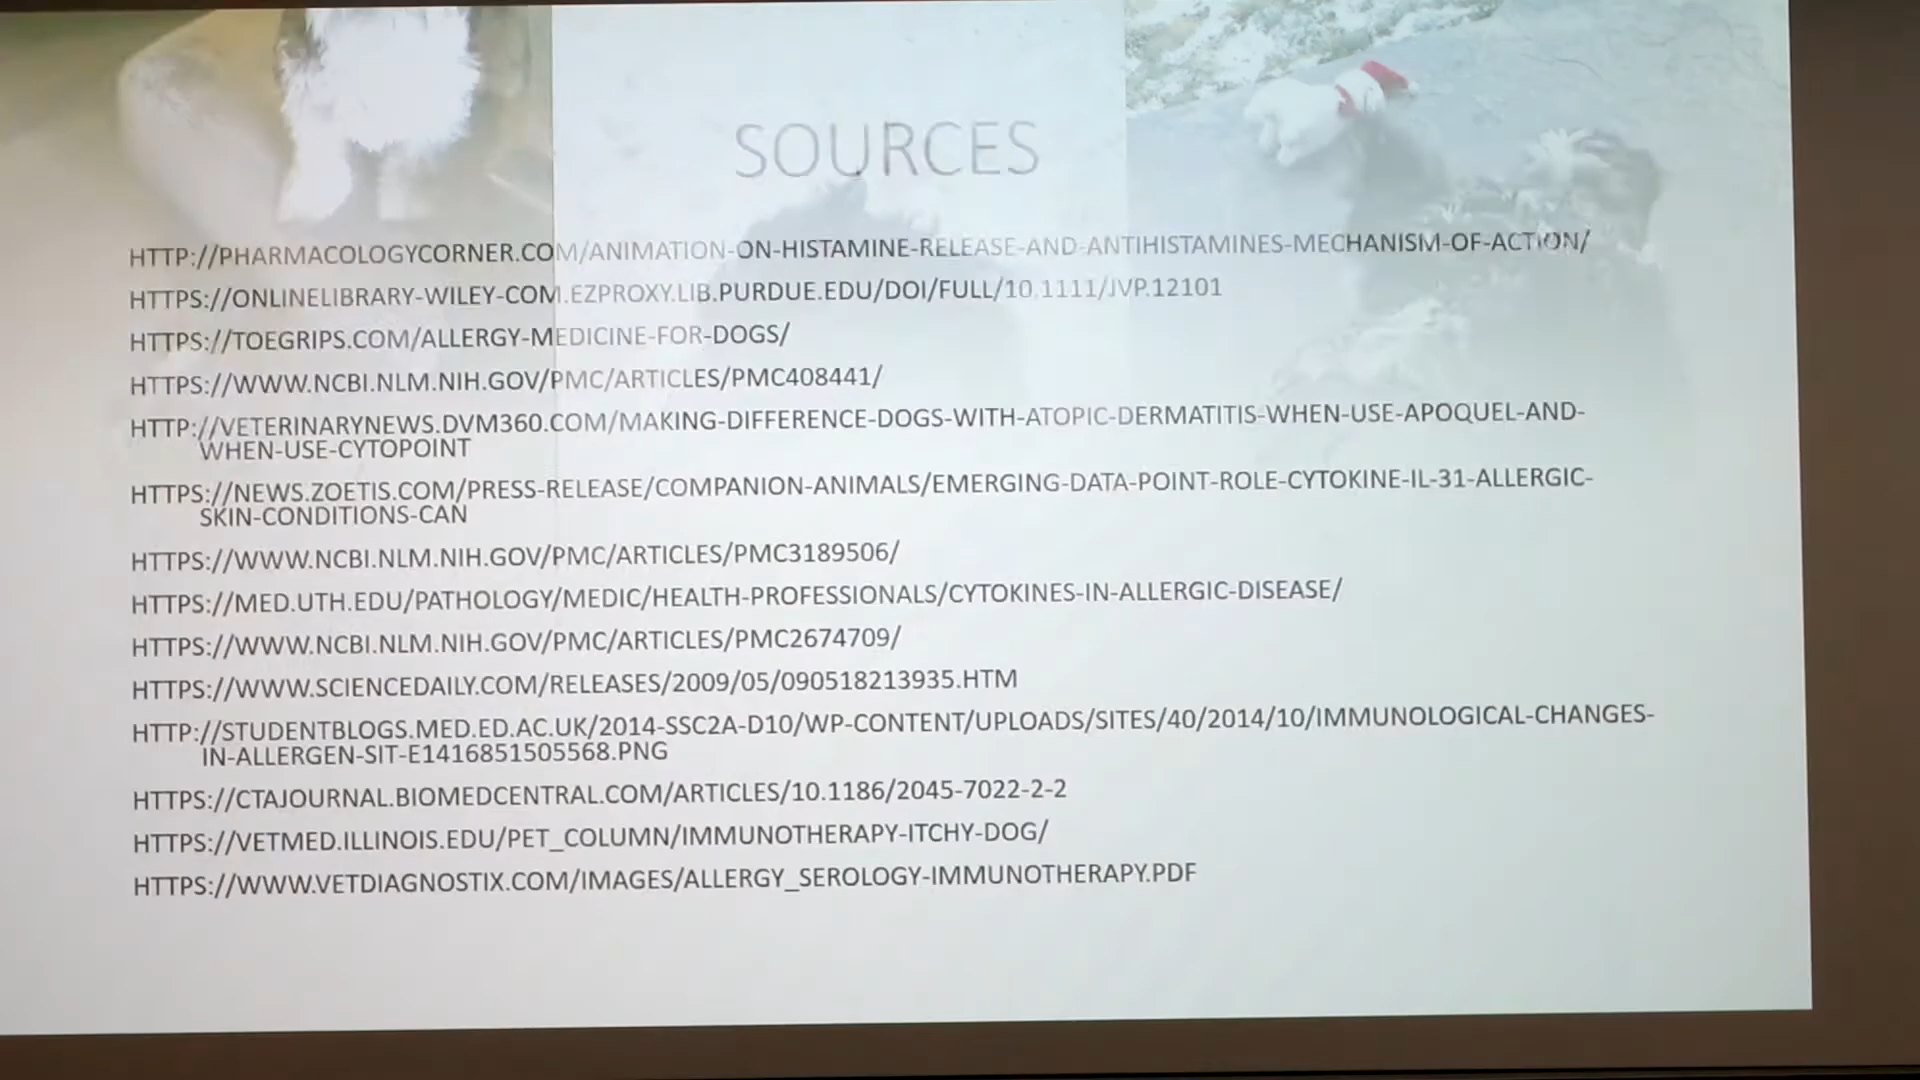 SOURCES
HTTP://PHARMACOLOGYCORNER.COM/ANIMATION-ON-HISTAMINE-RELEASE-AND-ANTIHISTAMINES-MECHANISM-OF-ACTION/
HTTPS://ONLINELIBRARY-WILEY-COM.EZPROXY.LIB.PURDUE.EDU/DOI/FULL/10.1111/JVP.12101
HTTPS://TOEGRIPS.COM/ALLERGY-MEDICINE-FOR-DOGS/
HTTPS://WWW.NCBI.NLM.NIH.GOV/PMC/ARTICLES/PMC408441/
HTTP://VETERINARYNEWS.DVM360.COM/MAKING-DIFFERENCE-DOGS-WITH-ATOPIC-DERMATITIS-WHEN-USE-APOQUEL-AND-
WHEN-USE-CYTOPOINT
HTTPS://NEWS.ZOETIS.COM/PRESS-RELEASE/COMPANION-ANIMALS/EMERGING-DATA-POINT-ROLE-CYTOKINE-IL-31-ALLERGIC-
SKIN-CONDITIONS-CAN
HTTPS://WWW.NCBI.NLM.NIH.GOV/PMC/ARTICLES/PMC3189506/
HTTPS://MED.UTH.EDU/PATHOLOGY/MEDIC/HEALTH-PROFESSIONALS/CYTOKINES-IN-ALLERGIC-DISEASE/
HTTPS://WWW.NCBI.NLM.NIH.GOV/PMC/ARTICLES/PMC2674709/
HTTPS://WWW.SCIENCEDAILY.COM/RELEASES/2009/05/090518213935.HTM
HTTP://STUDENTBLOGS.MED.ED.AC.UK/2014-SSC2A-D10/WP-CONTENT/UPLOADS/SITES/40/2014/10/IMMUNOLOGICAL-CHANGES-
IN-ALLERGEN-SIT-E1416851505568.PNG
HTTPS://CTAJOURNAL.BIOMEDCENTRAL.COM/ARTICLES/10.1186/2045-7022-2-2
HTTPS://VETMED.ILLINOIS.EDU/PET_COLUMN/IMMUNOTHERAPY-ITCHY-DOG/
HTTPS://WWW.VETDIAGNOSTIX.COM/IMAGES/ALLERGY_SEROLOGY-IMMUNOTHERAPY.PDF